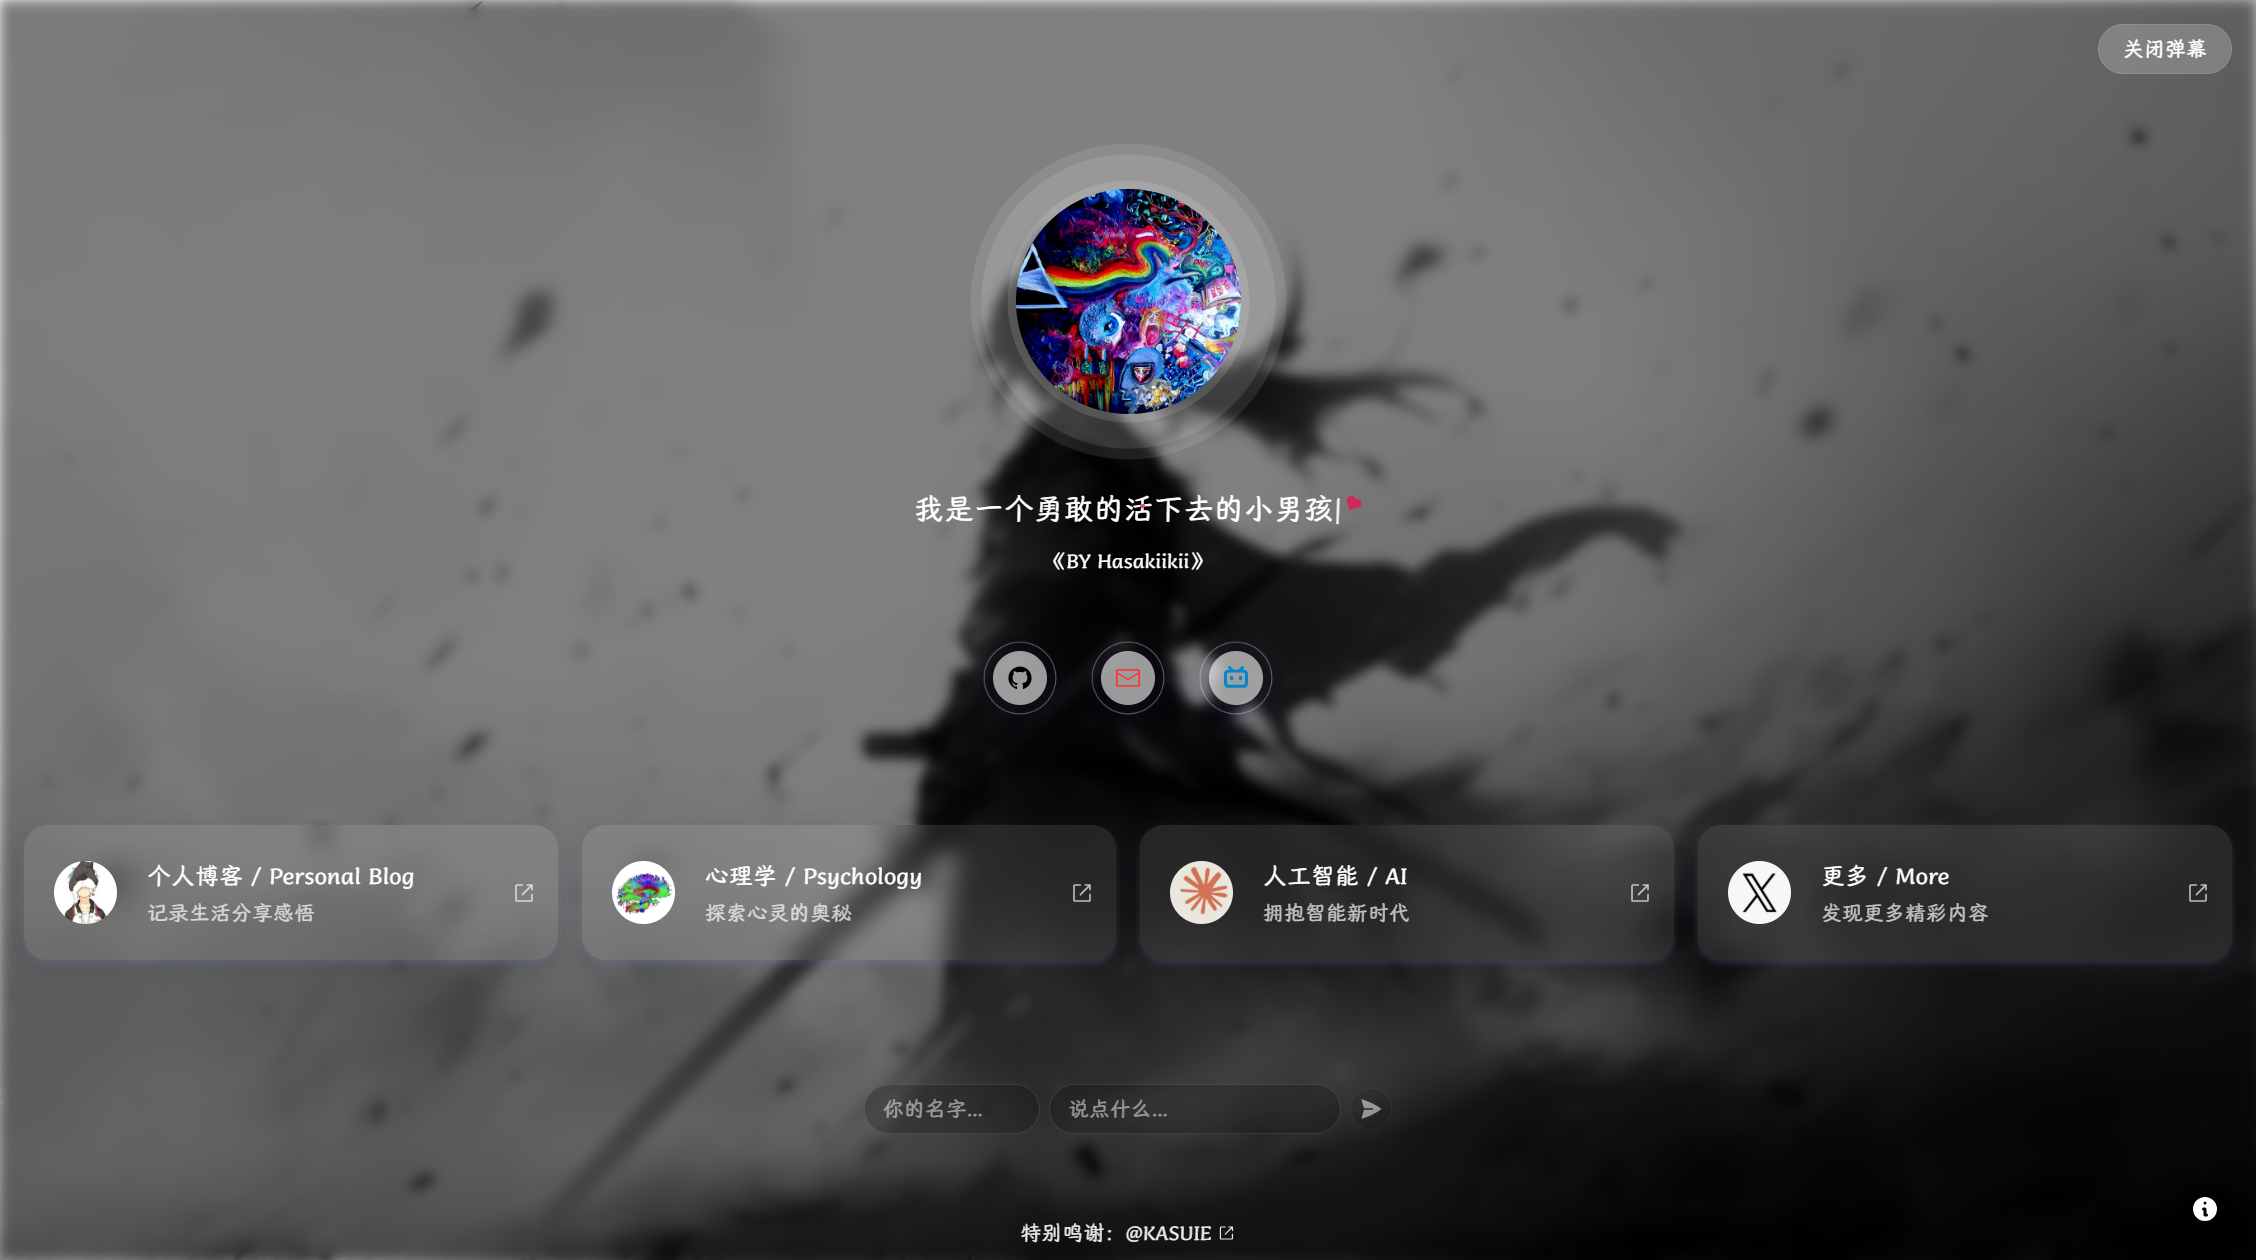 关闭弹幕
我是一个勇敢的活下去的小男孩|
《BY Hasakiikii》
个人博客 / Personal Blog
记录生活分享感悟
心理学 / Psychology
探索心灵的奥秘
人工智能 / AI
拥抱智能新时代
更多 / More
发现更多精彩内容
你的名字...
说点什么...
特别鸣谢：@KASUIE